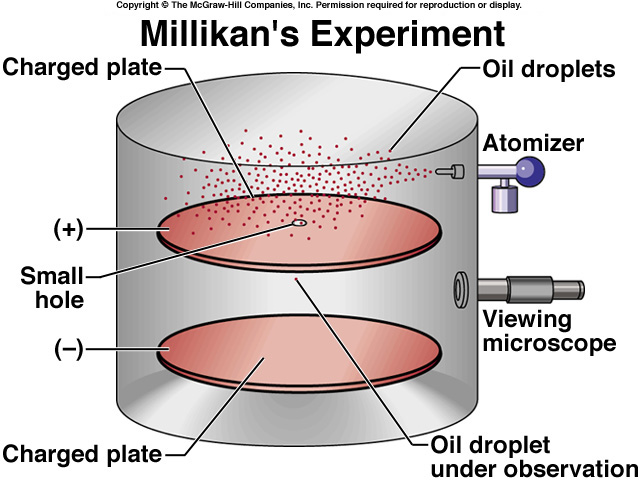 Copyright © The McGraw-Hill Companies, Inc. Permission required for reproduction or display.
Millikan's Experiment
Charged plate
Oil droplets
Atomizer
(+)
Small
hole
Viewing
microscope
(–)
Charged plate
Oil droplet
under observation